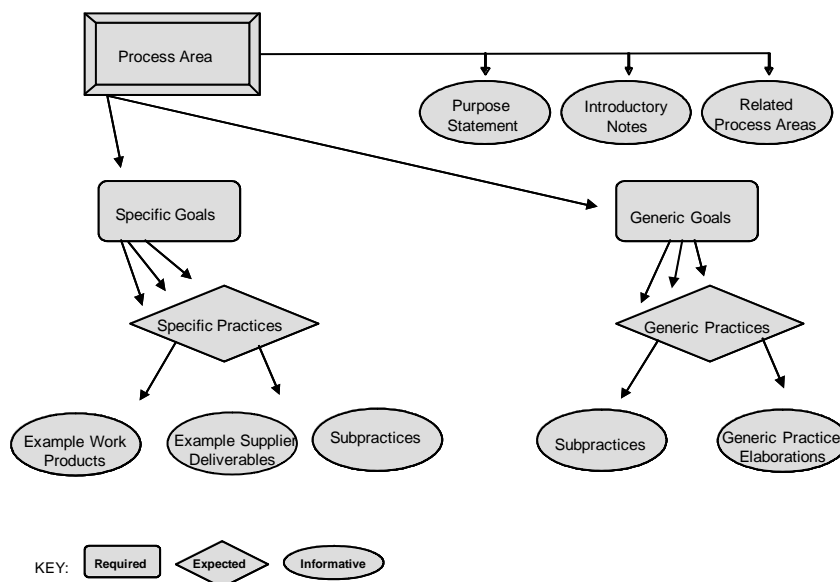 Process Area
Purpose
Statement
Introductory
Notes
Related
Process Areas
Specific Goals
Generic Goals
Specific Practices
Generic Practices
Example Work
Products
Example Supplier
Deliverables
Subpractices
Subpractices
Generic Practice
Elaborations
KEY:
Required
Expected
Informative